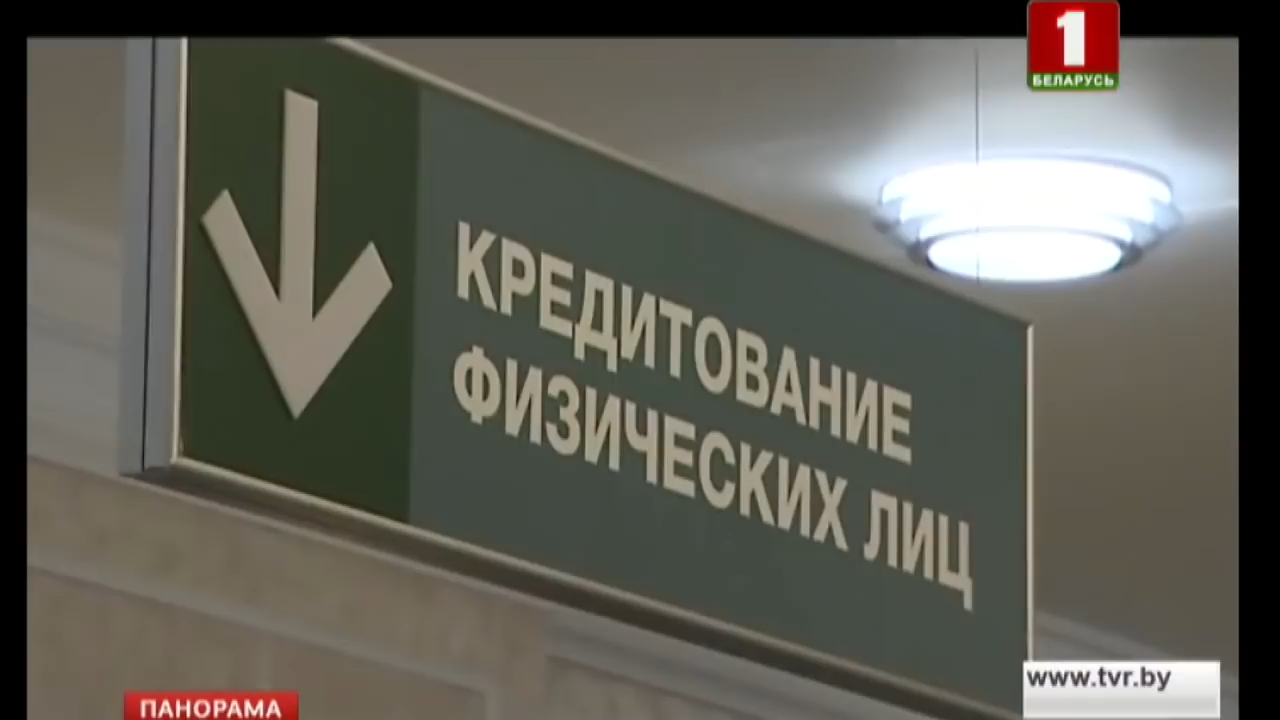 1
БЕЛАРУСЬ
КРЕДИТОВАНИЕ
ФИЗИЧЕСКИХ ЛИЦ
www.tvr.by
ПАНОРАМА